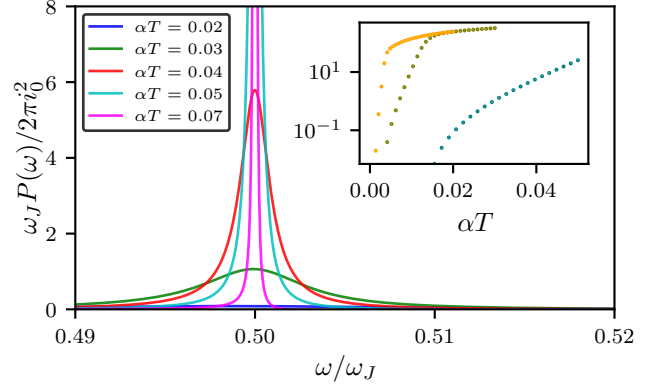 8
6
4
2
0
ω_J P(ω)/2πi_0^2
αT = 0.02
αT = 0.03
αT = 0.04
αT = 0.05
αT = 0.07
10^1
10^{-1}
0.00 0.02 0.04
αT
0.49 0.50 0.51 0.52
ω/ω_J